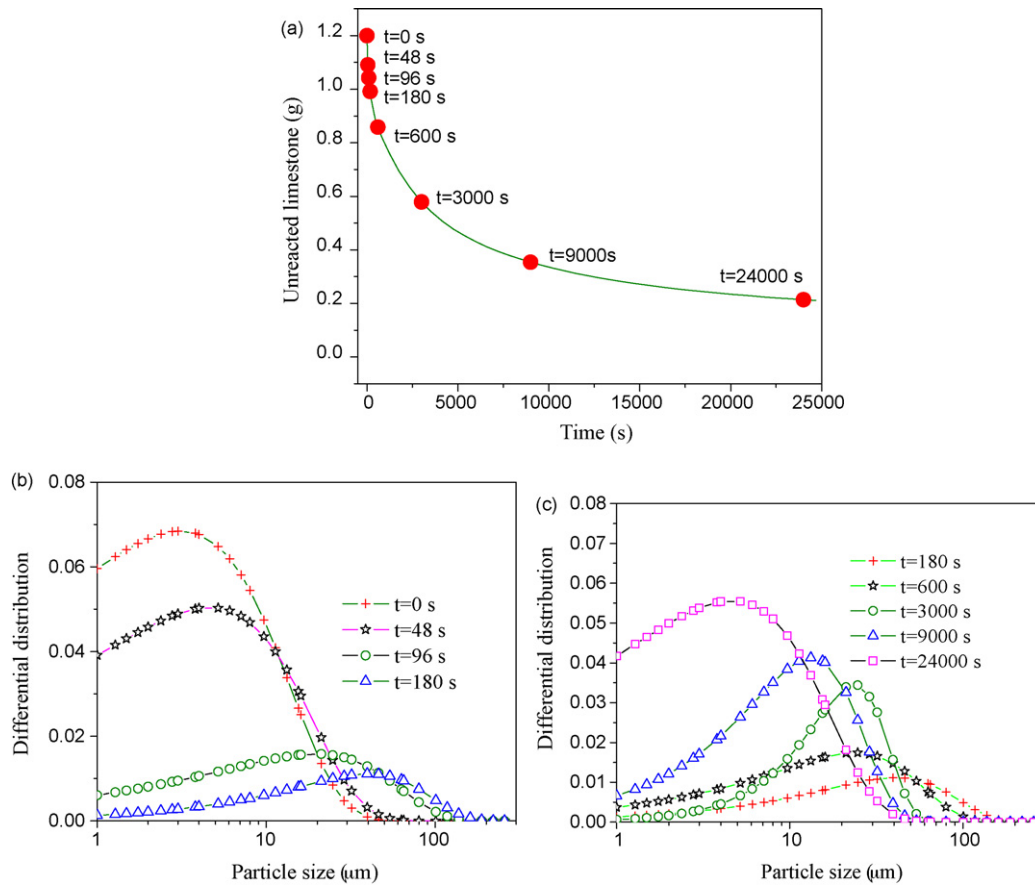 (a)
1.2
1.0
0.8
0.6
0.4
0.2
0.0
Unreacted limestone (g)
t=0 s
t=48 s
t=96 s
t=180 s
t=600 s
t=3000 s
t=9000s
t=24000 s
0 5000 10000 15000 20000 25000
Time (s)
(b)
0.08
0.06
0.04
0.02
0.00
Differential distribution
t=0 s
t=48 s
t=96 s
t=180 s
1 10 100
Particle size (μm)
(c)
0.08
0.07
0.06
0.05
0.04
0.03
0.02
0.01
0.00
Differential distribution
t=180 s
t=600 s
t=3000 s
t=9000 s
t=24000 s
1 10 100
Particle size (μm)